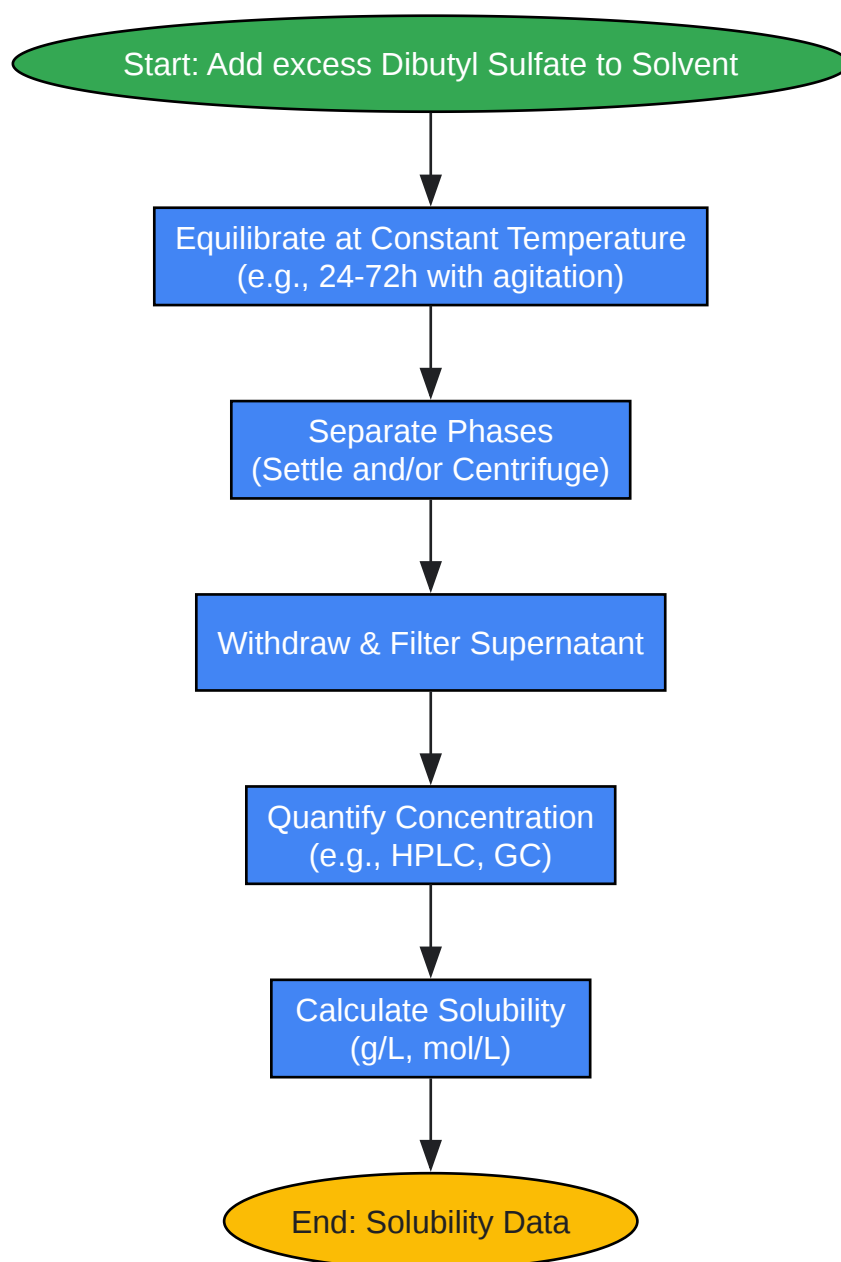 Start: Add excess Dibutyl Sulfate to Solvent
Equilibrate at Constant Temperature
(e.g., 24-72h with agitation)
Separate Phases
(Settle and/or Centrifuge)
Withdraw & Filter Supernatant
Quantify Concentration
(e.g., HPLC, GC)
Calculate Solubility
(g/L, mol/L)
End: Solubility Data